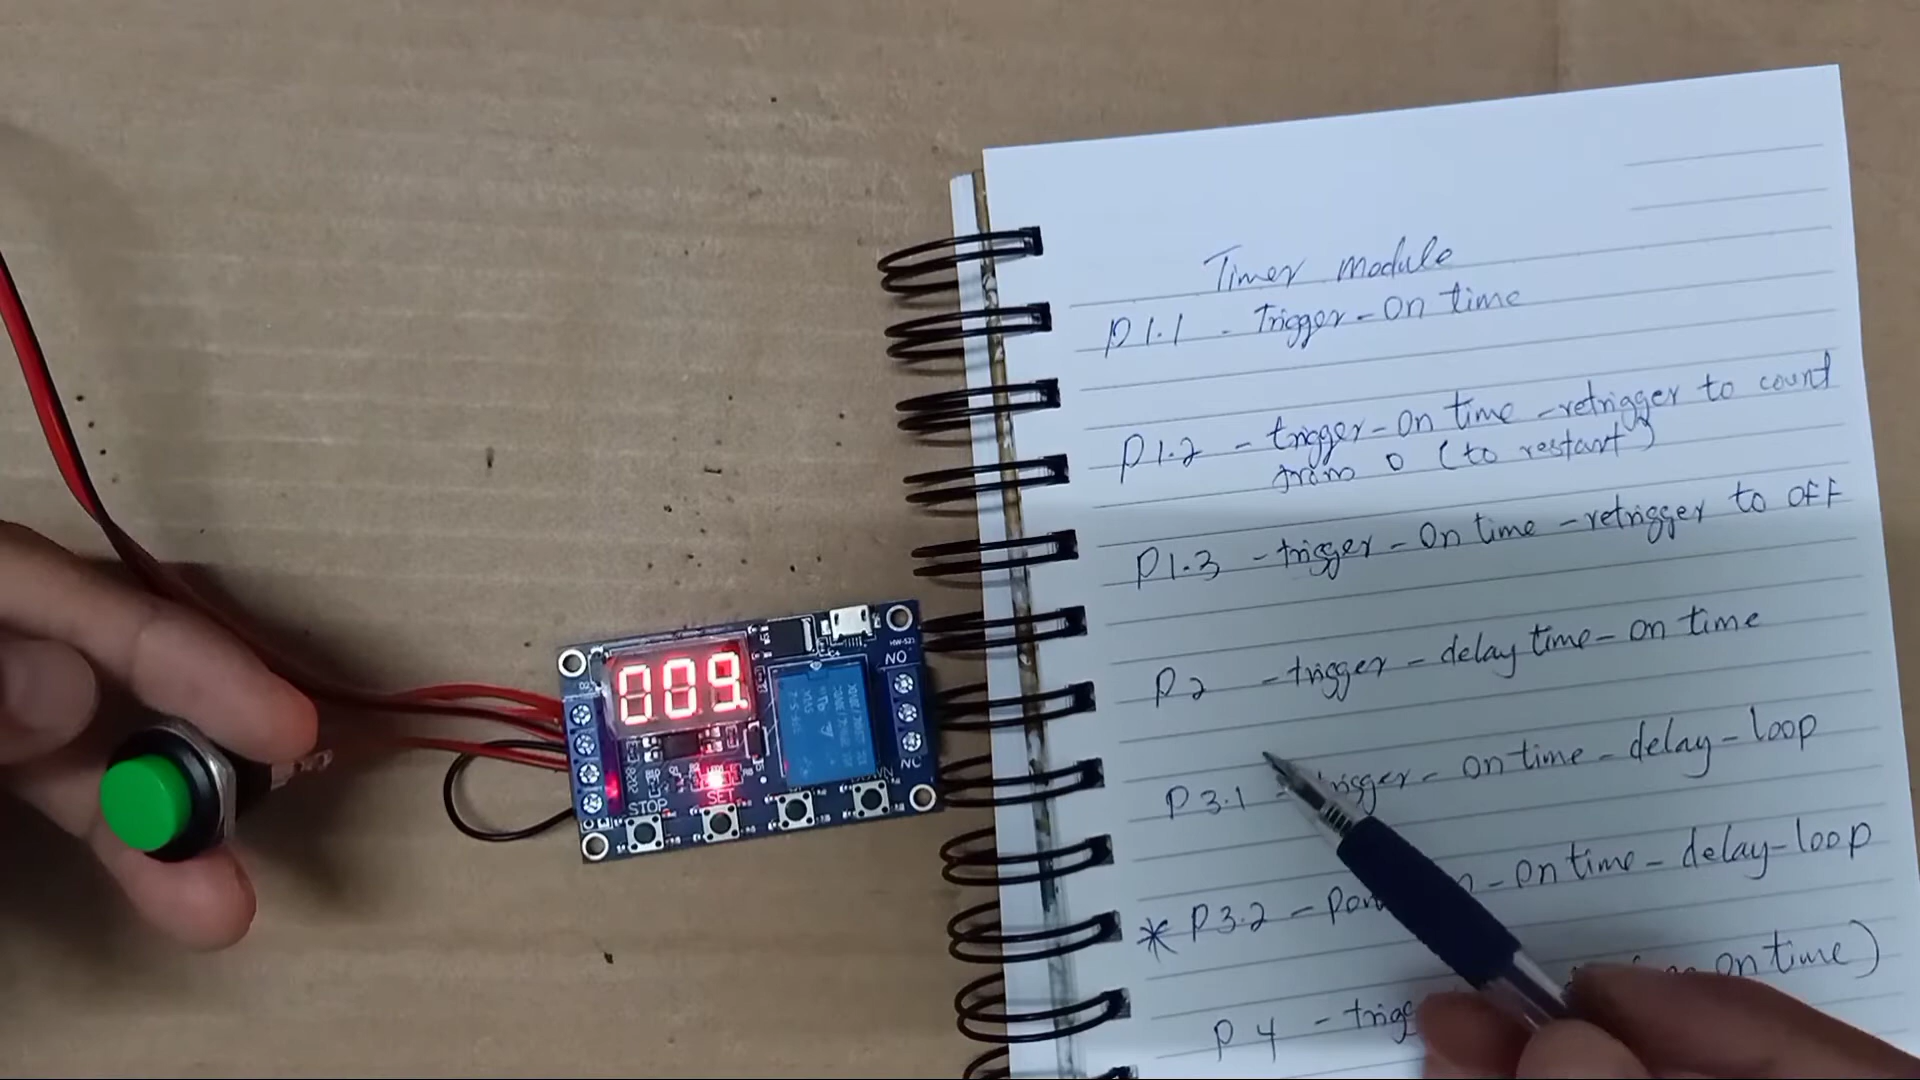 Timer module
P1.1 - Trigger - On time
P1.2 - trigger - on time - retrigger to count
from 0 (to restart)
P1.3 - trigger - On time - retrigger to OFF
P2 - trigger - delay time - on time
P3.1 - trigger - on time - delay - loop
* P3.2 - on time - delay - loop
P4 - on time)
009
NO
NC
STOP
SET
DOWN